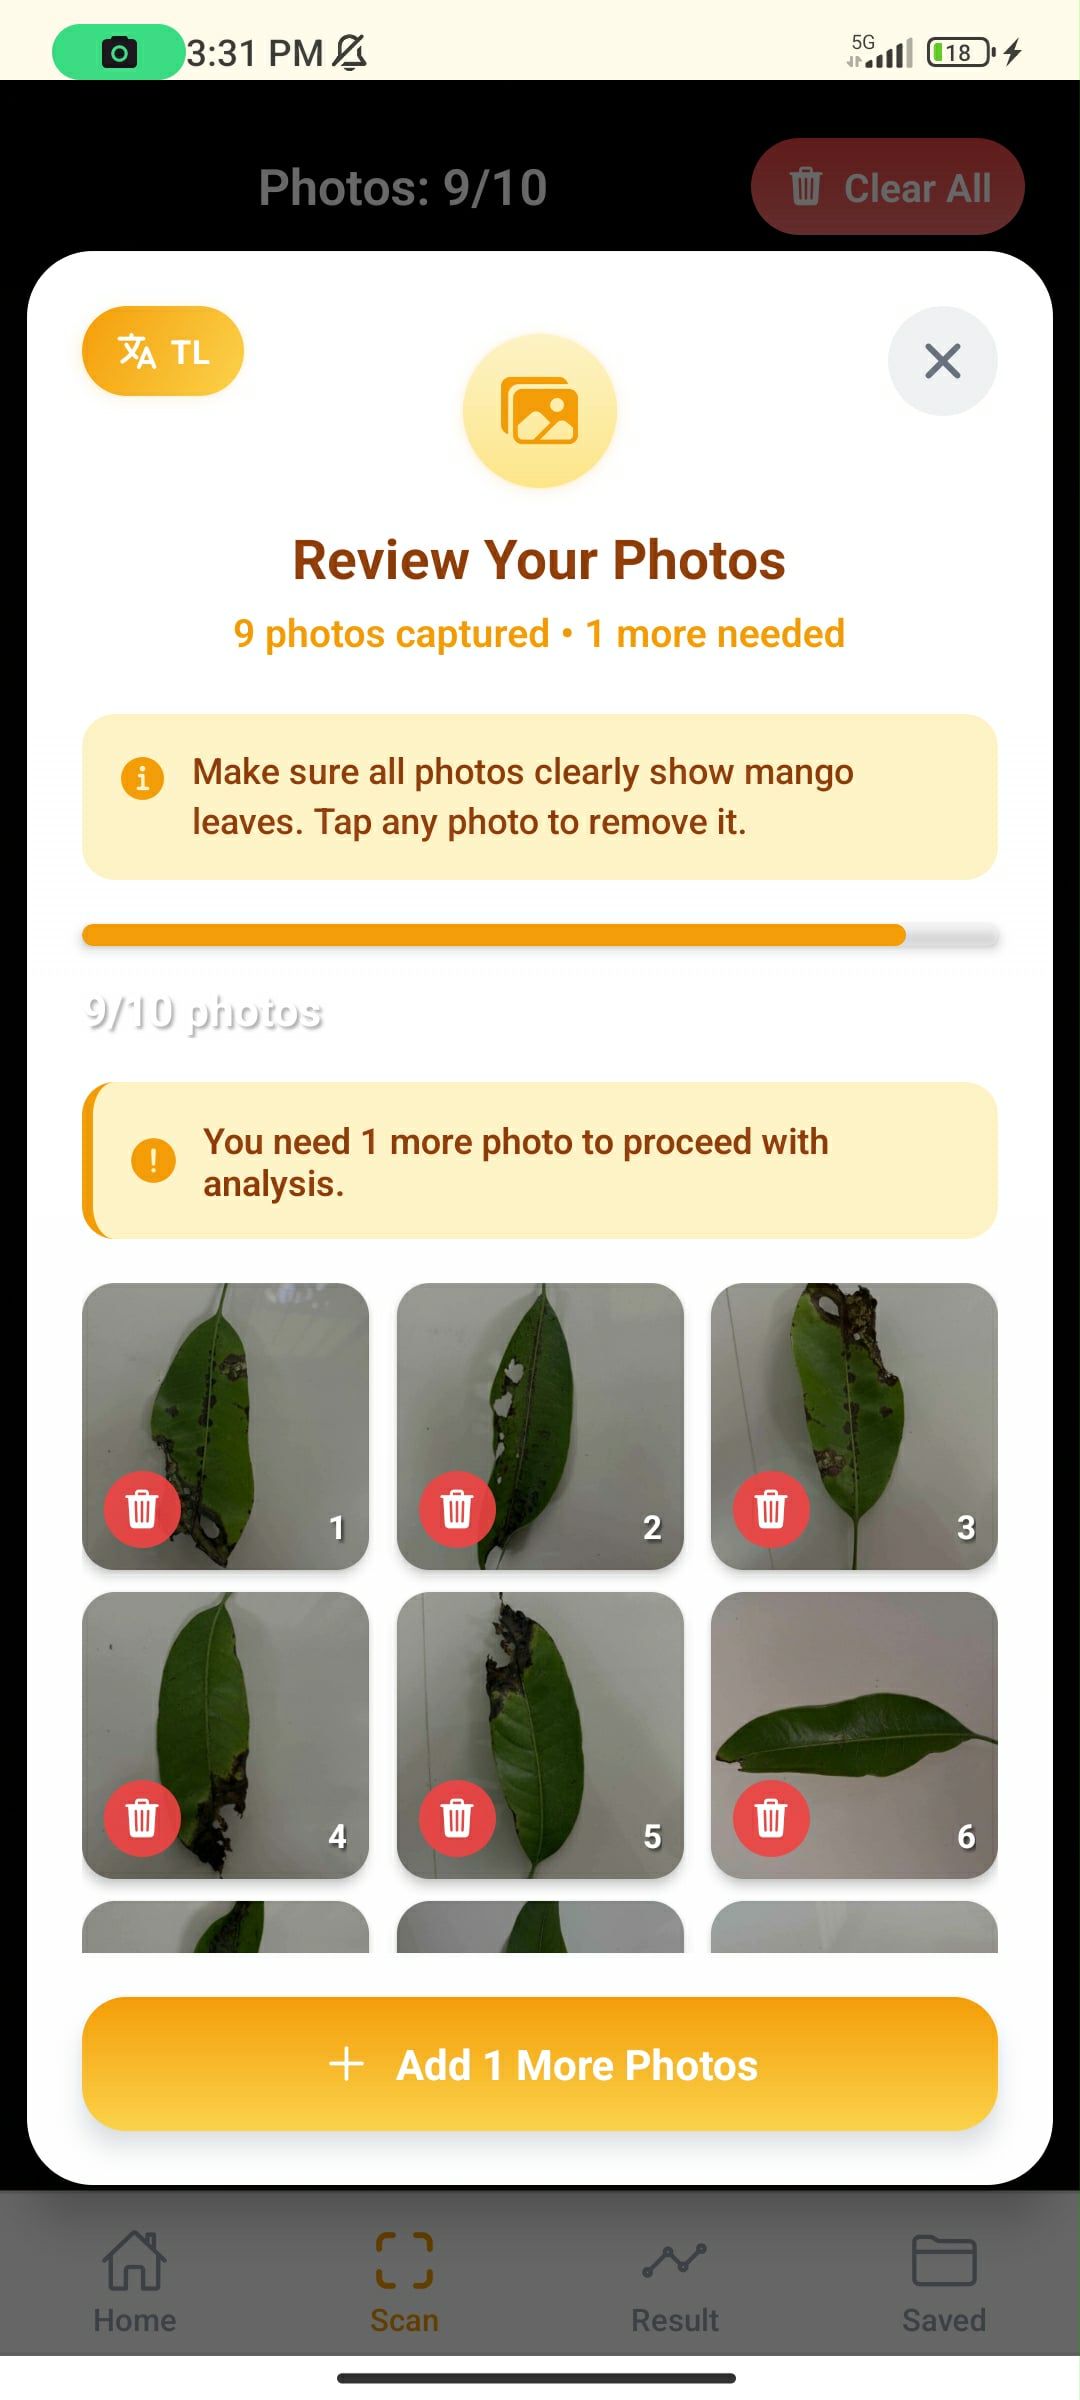 3:31 PM
5G
18
Photos: 9/10
Clear All
TL
Review Your Photos
9 photos captured • 1 more needed
Make sure all photos clearly show mango
leaves. Tap any photo to remove it.
9/10 photos
You need 1 more photo to proceed with
analysis.
1
2
3
4
5
6
Add 1 More Photos
Home
Scan
Result
Saved